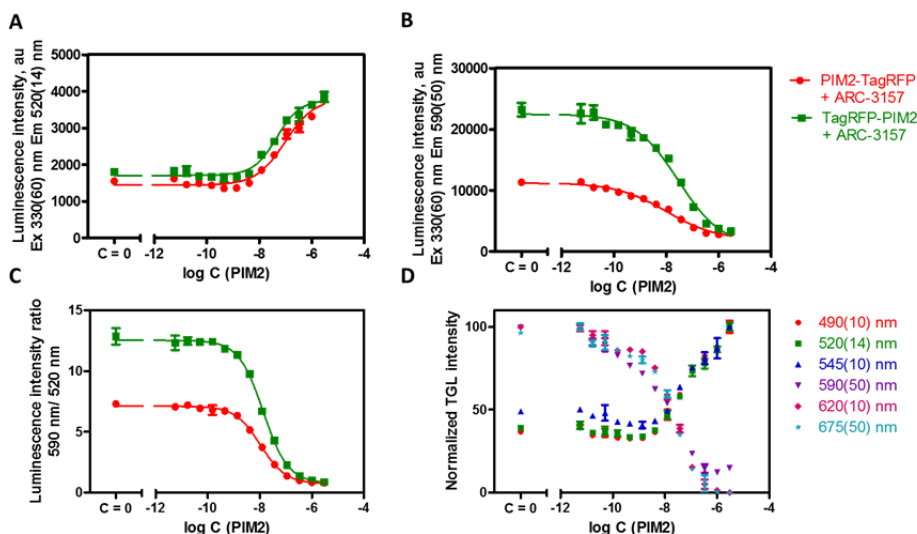 A
Luminescence intensity, au
Ex 330(60) nm Em 520(14) nm
5000
4000
3000
2000
1000
0
C = 0
-12
-10
-8
-6
-4
log C (PIM2)
B
Luminescence intensity, au
Ex 330(60) nm Em 590(50) nm
30000
20000
10000
0
C = 0
-12
-10
-8
-6
-4
log C (PIM2)
PIM2-TagRFP
+ ARC-3157
TagRFP-PIM2
+ ARC-3157
C
Luminescence intensity ratio
590 nm/ 520 nm
15
10
5
0
C = 0
-12
-10
-8
-6
-4
log C (PIM2)
D
Normalized TGL intensity
100
50
0
C = 0
-12
-10
-8
-6
-4
log C (PIM2)
490(10) nm
520(14) nm
545(10) nm
590(50) nm
620(10) nm
675(50) nm